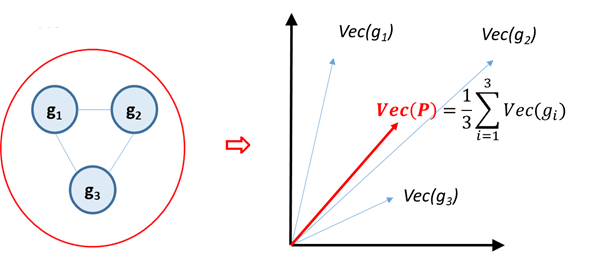 g1 g2
g3
Vec(g1)
Vec(g2)
Vec(P) = 1/3 ∑_{i=1}^{3} Vec(gi)
Vec(g3)